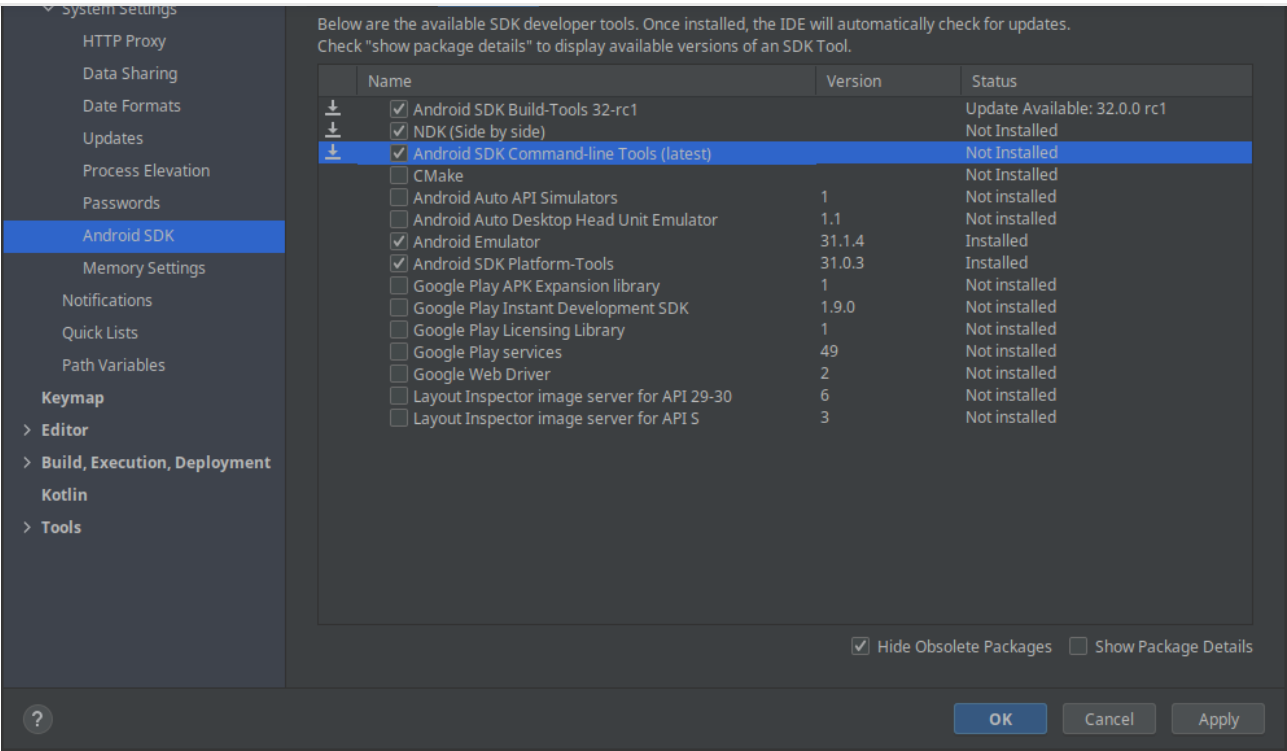 System Settings
HTTP Proxy
Data Sharing
Date Formats
Updates
Process Elevation
Passwords
Android SDK
Memory Settings
Notifications
Quick Lists
Path Variables
Keymap
Editor
Build, Execution, Deployment
Kotlin
Tools
Below are the available SDK developer tools. Once installed, the IDE will automatically check for updates.
Check "show package details" to display available versions of an SDK Tool.
Name Version Status
Android SDK Build-Tools 32-rc1 Update Available: 32.0.0 rc1
NDK (Side by side) Not Installed
Android SDK Command-line Tools (latest) Not Installed
CMake Not Installed
Android Auto API Simulators 1 Not installed
Android Auto Desktop Head Unit Emulator 1.1 Not installed
Android Emulator 31.1.4 Installed
Android SDK Platform-Tools 31.0.3 Installed
Google Play APK Expansion library 1 Not installed
Google Play Instant Development SDK 1.9.0 Not installed
Google Play Licensing Library 1 Not installed
Google Play services 49 Not installed
Google Web Driver 2 Not installed
Layout Inspector image server for API 29-30 6 Not installed
Layout Inspector image server for API S 3 Not installed
Hide Obsolete Packages Show Package Details
? OK Cancel Apply